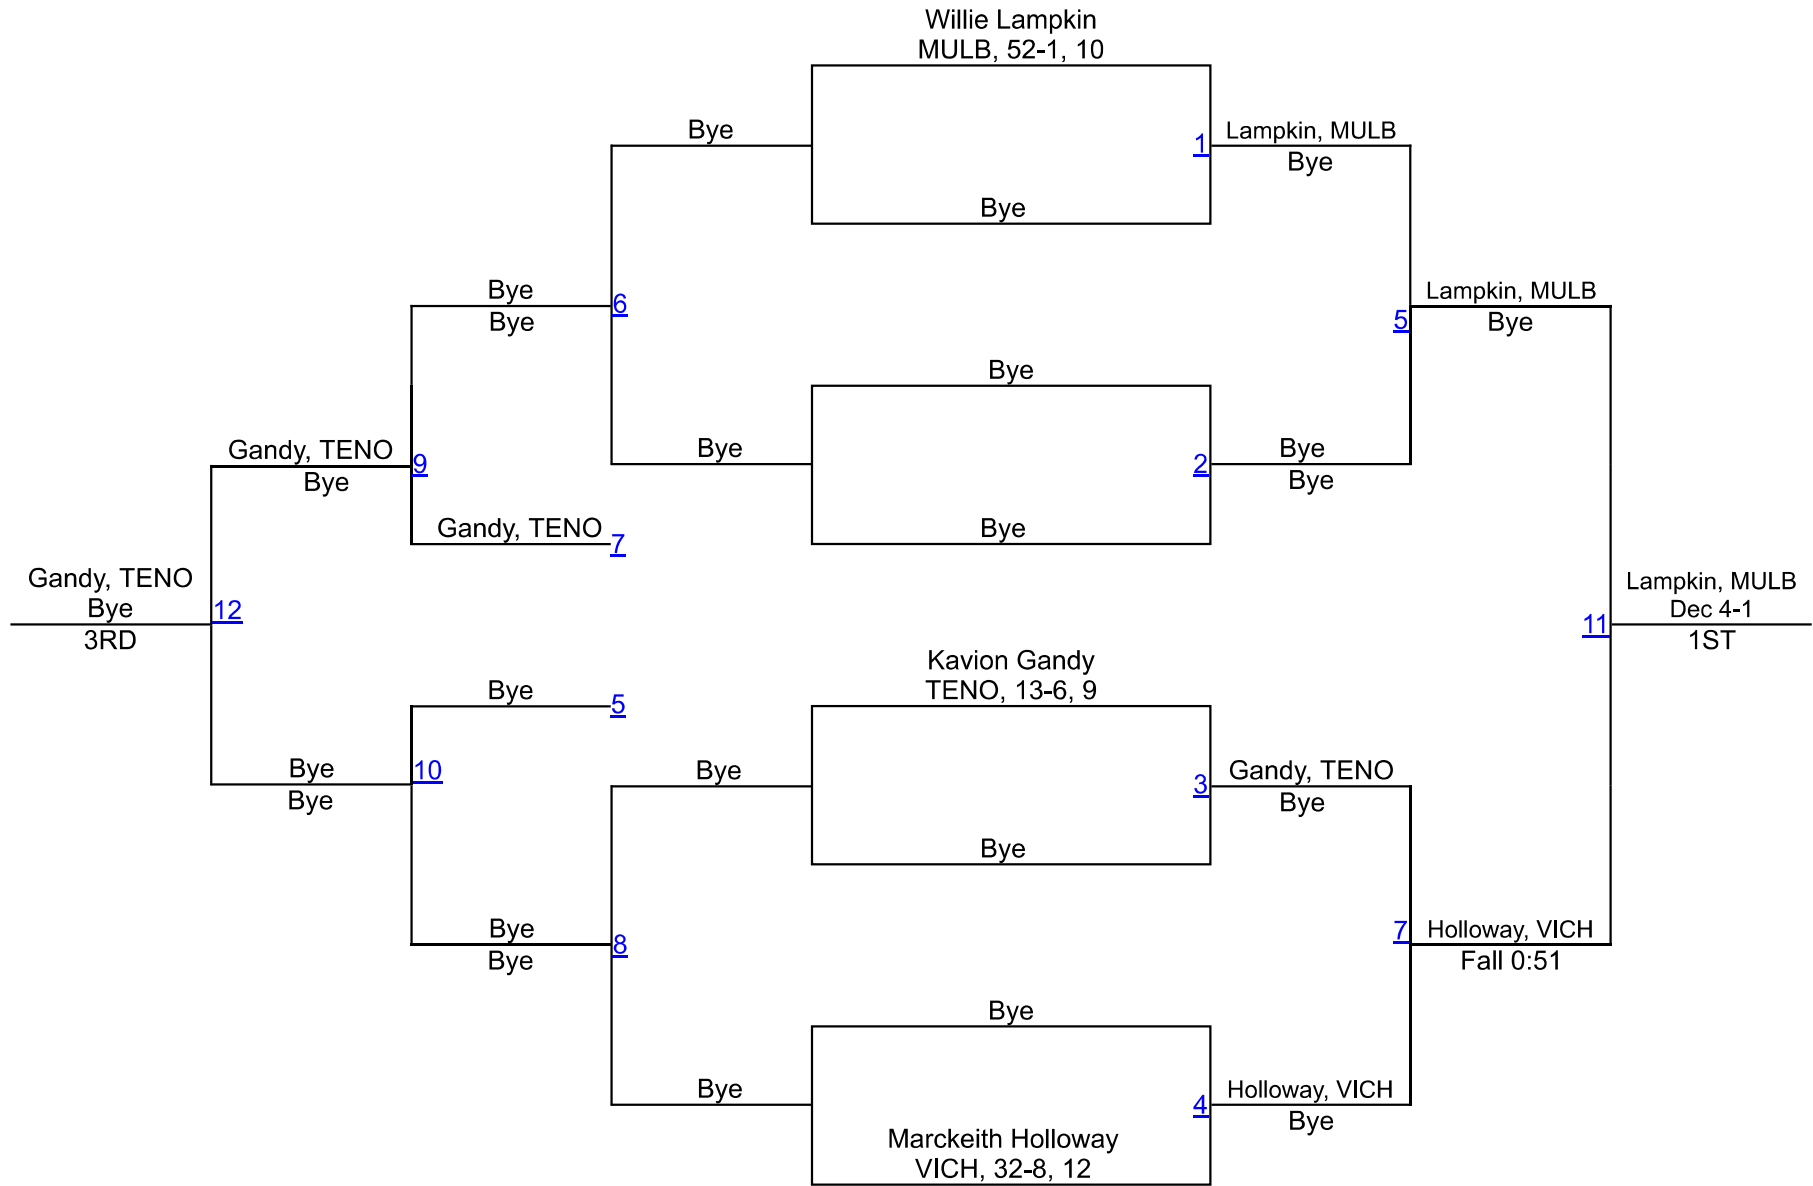 Willie Lampkin
MULB, 52-1, 10
Bye
1
Lampkin, MULB
Bye
Bye
Bye
Bye
6
Lampkin, MULB
Bye
5
Bye
Gandy, TENO
Bye
9
Bye
2
Bye
Bye
Gandy, TENO
7
Bye
Gandy, TENO
Bye
3RD
12
Lampkin, MULB
Dec 4-1
1ST
11
Kavion Gandy
TENO, 13-6, 9
Bye
5
Bye
Bye
10
Bye
3
Gandy, TENO
Bye
Bye
Bye
Bye
8
7
Holloway, VICH
Fall 0:51
Bye
Bye
4
Holloway, VICH
Bye
Marckeith Holloway
VICH, 32-8, 12